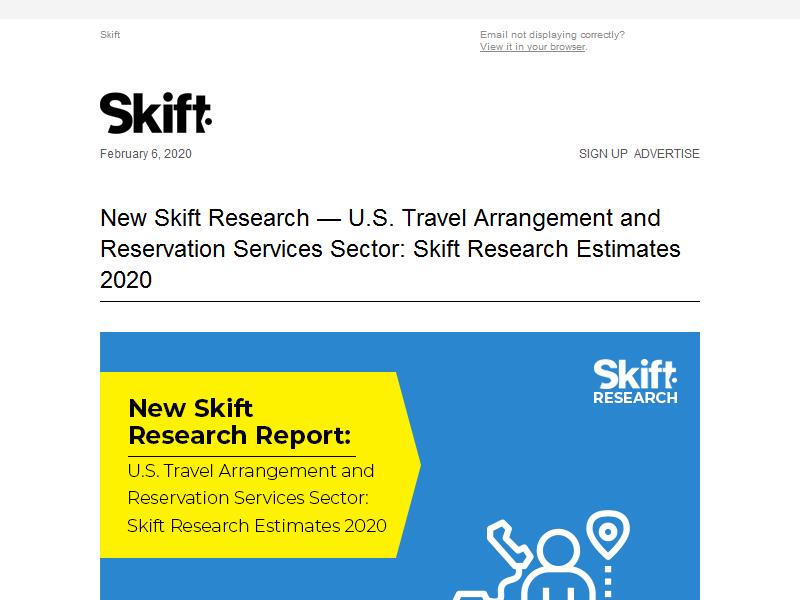 Skift
Email not displaying correctly?
View it in your browser.
Skift
February 6, 2020
SIGN UP ADVERTISE
New Skift Research — U.S. Travel Arrangement and
Reservation Services Sector: Skift Research Estimates
2020
Skift
RESEARCH
New Skift
Research Report:
U.S. Travel Arrangement and
Reservation Services Sector:
Skift Research Estimates 2020